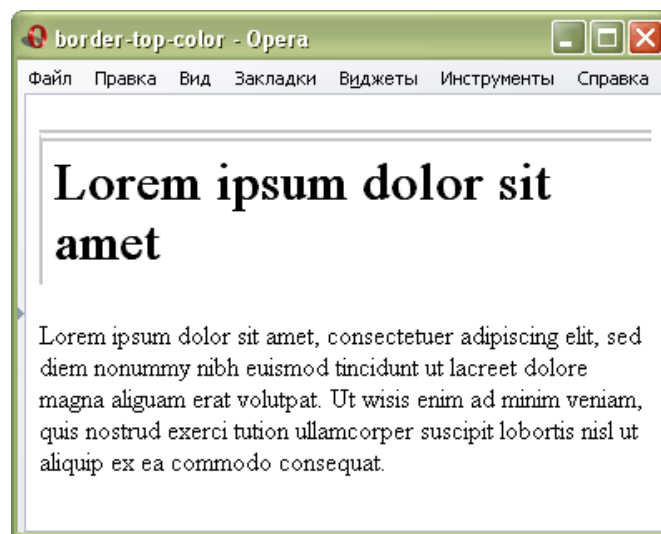 border-top-color - Opera
Файл Правка Вид Закладки Виджеты Инструменты Справка
Lorem ipsum dolor sit
amet
Lorem ipsum dolor sit amet, consectetuer adipiscing elit, sed
diem nonummy nibh euismod tincidunt ut lacreet dolore
magna aliguam erat volutpat. Ut wisis enim ad minim veniam,
quis nostrud exerci tution ullamcorper suscipit lobortis nisl ut
aliquip ex ea commodo consequat.